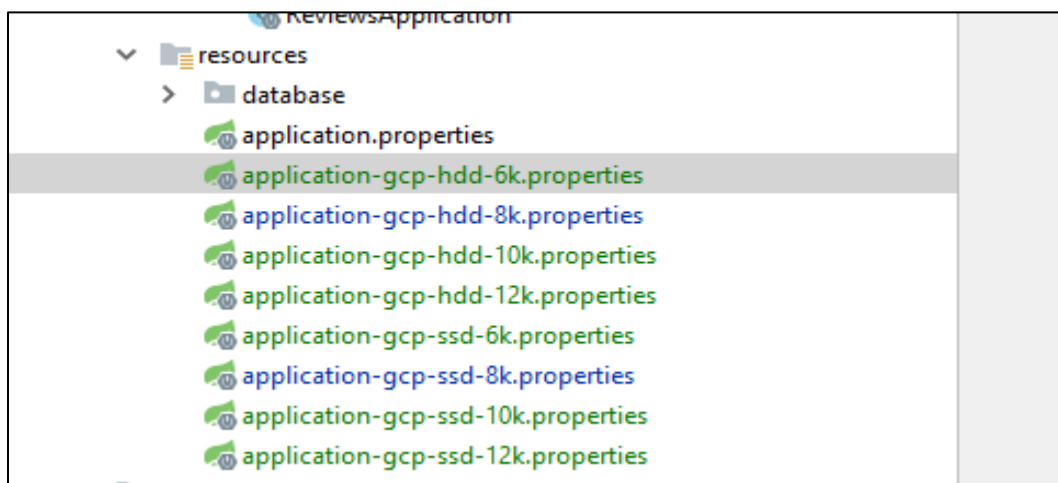 ReviewsApplication
resources
database
application.properties
application-gcp-hdd-6k.properties
application-gcp-hdd-8k.properties
application-gcp-hdd-10k.properties
application-gcp-hdd-12k.properties
application-gcp-ssd-6k.properties
application-gcp-ssd-8k.properties
application-gcp-ssd-10k.properties
application-gcp-ssd-12k.properties